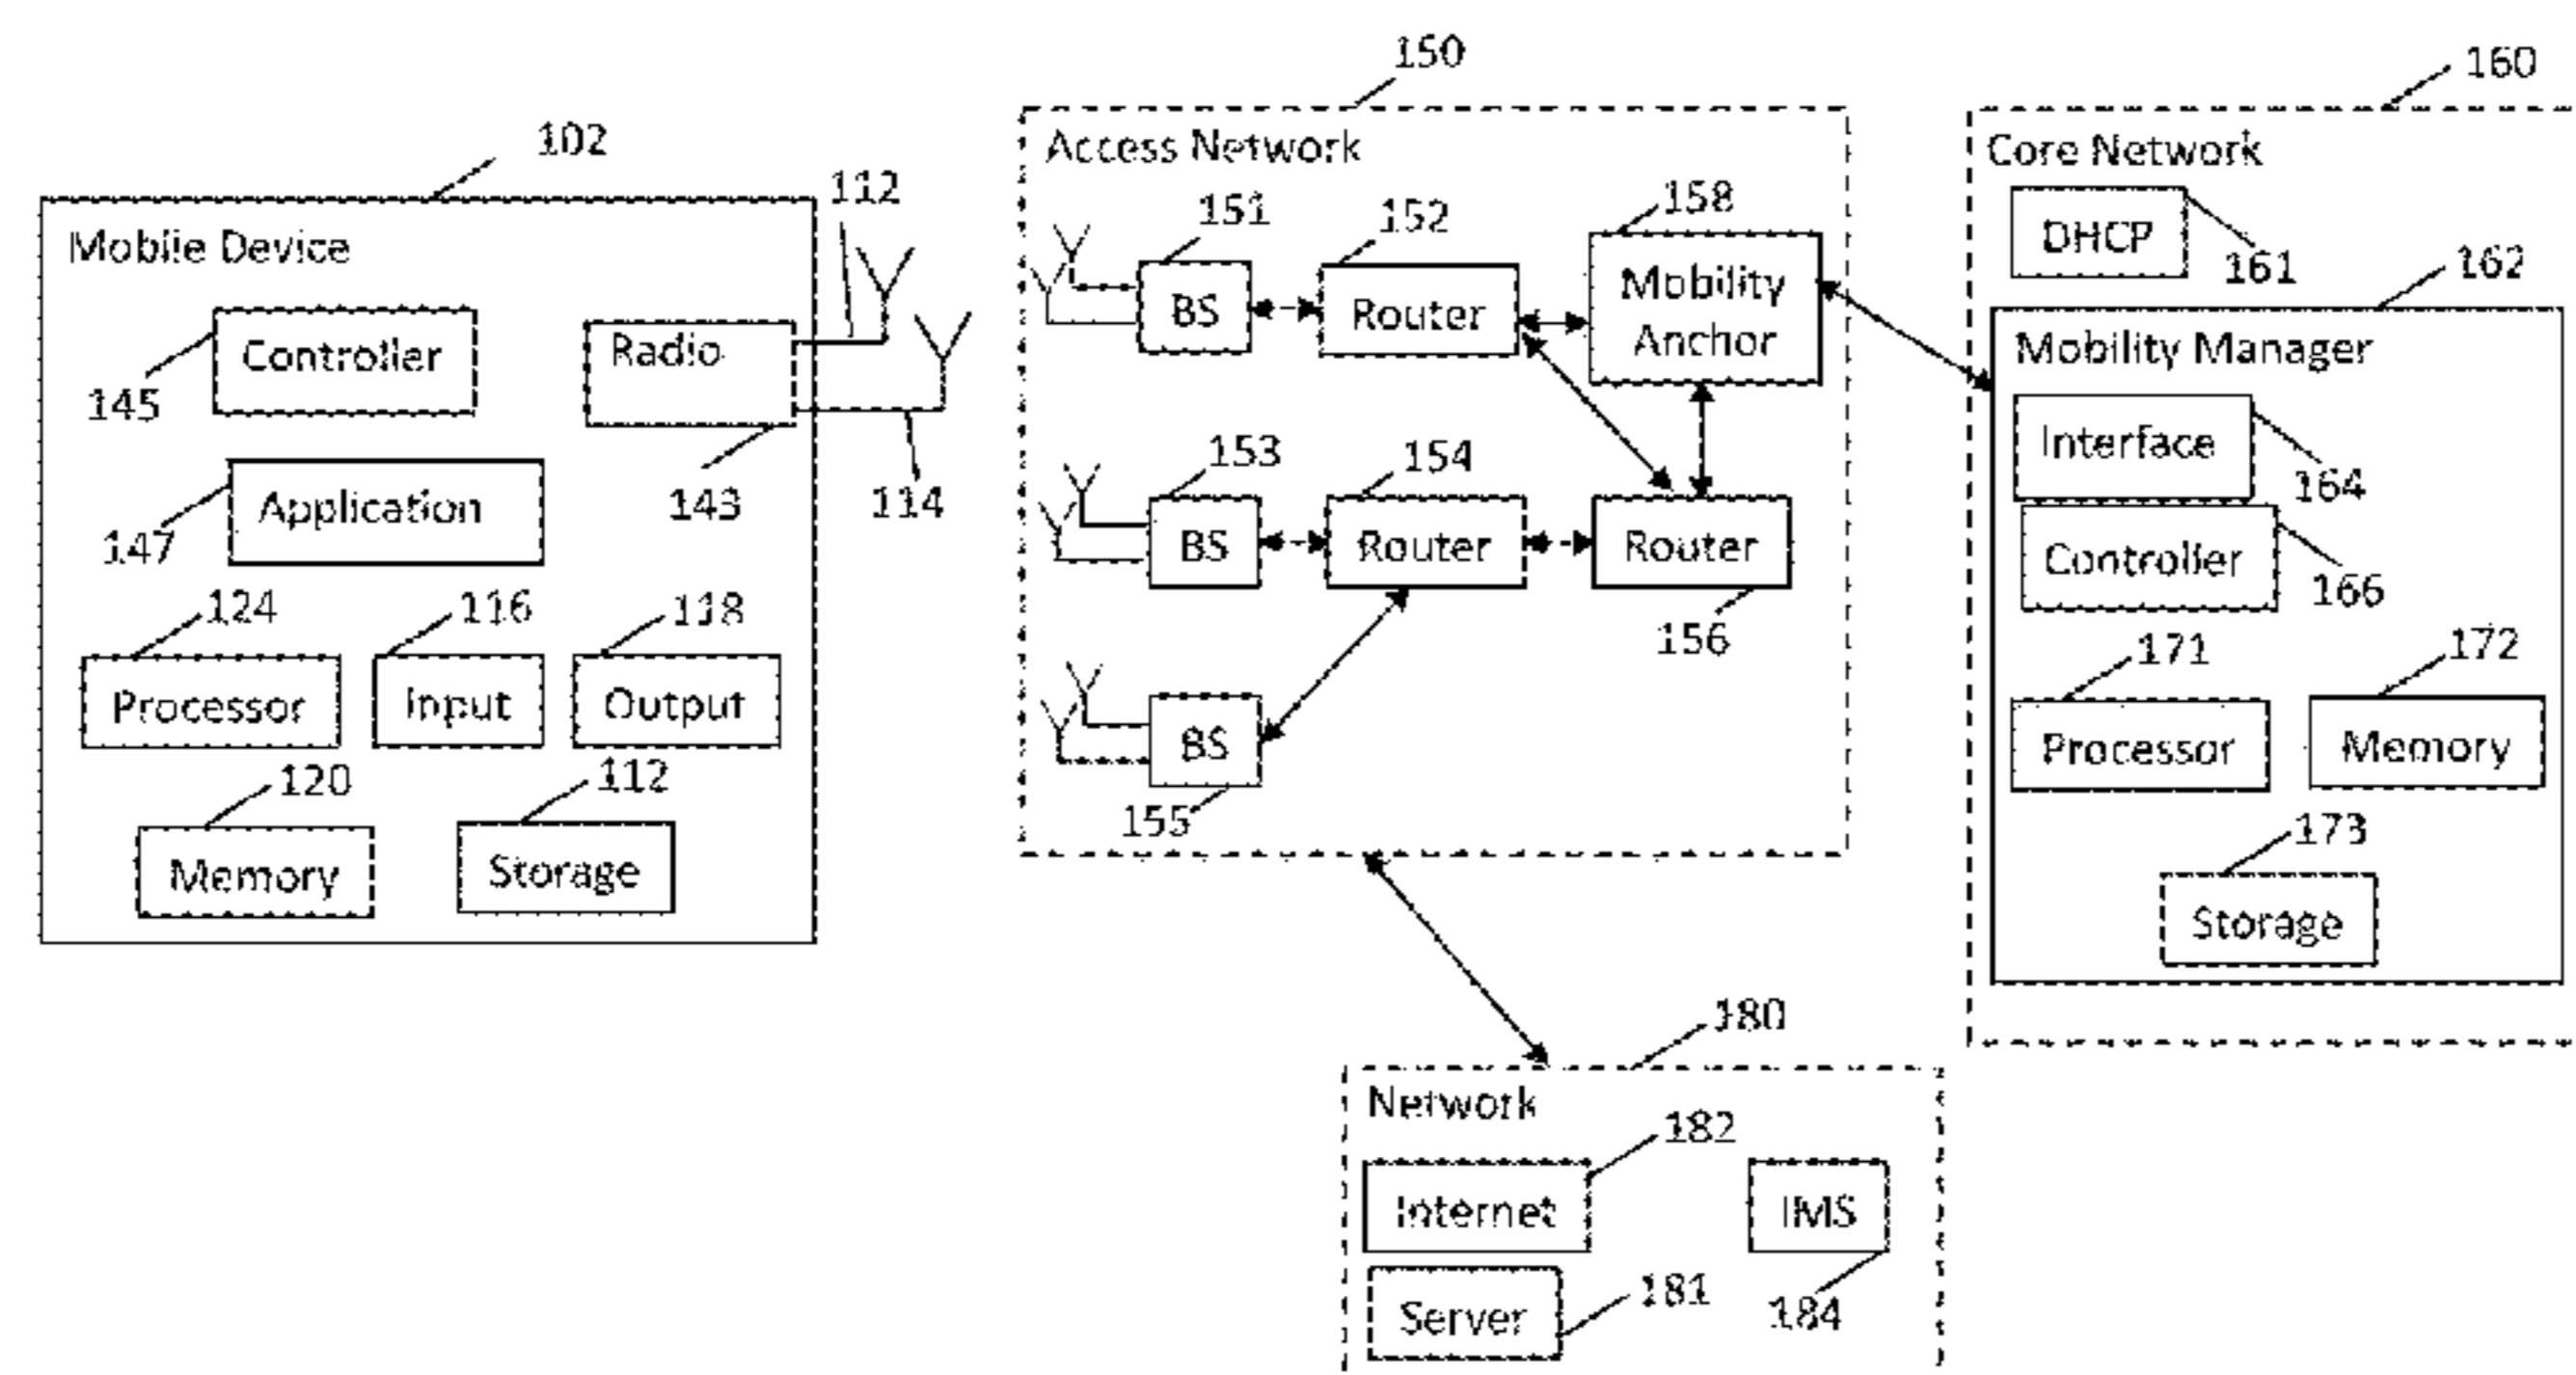 150
160
102
Access Network
Core Network
112
151
152
158
DHCP
161
162
Mobile Device
BS
Router
Mobility
Anchor
Mobility Manager
Controller
Radio
145
143
114
Interface
164
Application
147
153
154
BS
Router
Router
156
Controller
166
124
116
118
171
172
Processor
Input
Output
BS
155
Processor
Memory
120
112
173
Memory
Storage
Storage
180
Network
182
Internet
IMS
184
Server
181